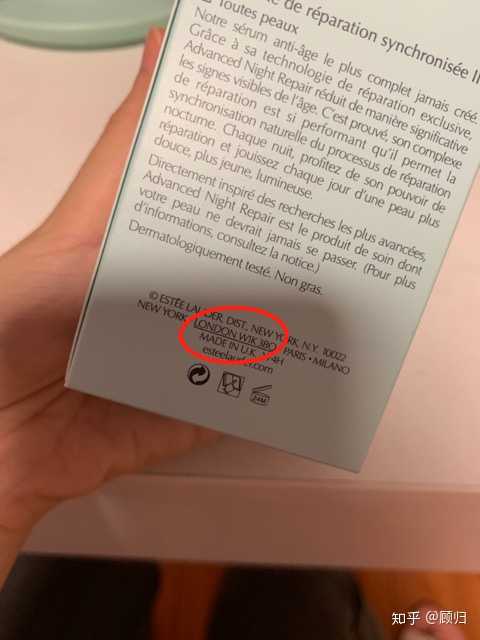 de réparation synchronisée II
Toutes peaux
Notre sérum anti-âge le plus complet jamais créé.
Grâce à sa technologie de réparation exclusive,
Advanced Night Repair réduit de manière significative
les signes visibles de l'âge. C'est prouvé, son complexe
de réparation est si performant qu'il permet la
synchronisation naturelle du processus de réparation
nocturne. Chaque nuit, profitez de son pouvoir de
réparation et jouissez chaque jour d'une peau plus
douce, plus jeune, lumineuse.
Directement inspiré des recherches les plus avancées,
Advanced Night Repair est le produit de soin dont
votre peau ne devrait jamais se passer. (Pour plus
d'informations, consultez la notice.)
Dermatologiquement testé. Non gras.
© ESTÉE LAUDER, DIST., NEW YORK, N.Y. 10022
NEW YORK • LONDON W1K 3BQ • PARIS • MILANO
MADE IN U.K.
esteelauder.com
24M
知乎 @顾归